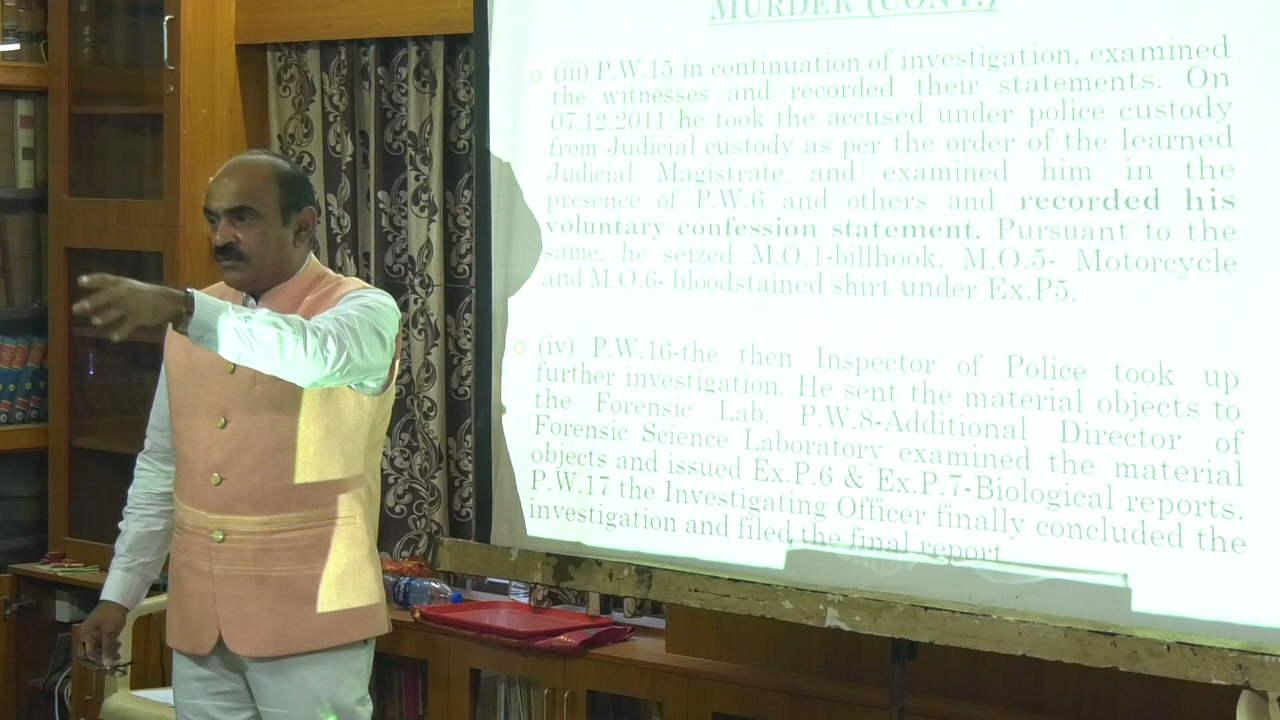 MURDER (CONT.)
(iii) P.W.15 in continuation of investigation, examined
the witnesses and recorded their statements. On
07.12.2011 he took the accused under police custody
from Judicial custody as per the order of the learned
Judicial Magistrate and examined him in the
presence of P.W.6 and others and recorded his
voluntary confession statement. Pursuant to the
same, he seized M.O.1-billhook, M.O.5- Motorcycle
and M.O.6- bloodstained shirt under Ex.P5.
(iv) P.W.16-the then Inspector of Police took up
further investigation. He sent the material objects to
the Forensic Lab. P.W.8-Additional Director of
Forensic Science Laboratory examined the material
objects and issued Ex.P.6 & Ex.P.7-Biological reports.
P.W.17 the Investigating Officer finally concluded the
investigation and filed the final report.